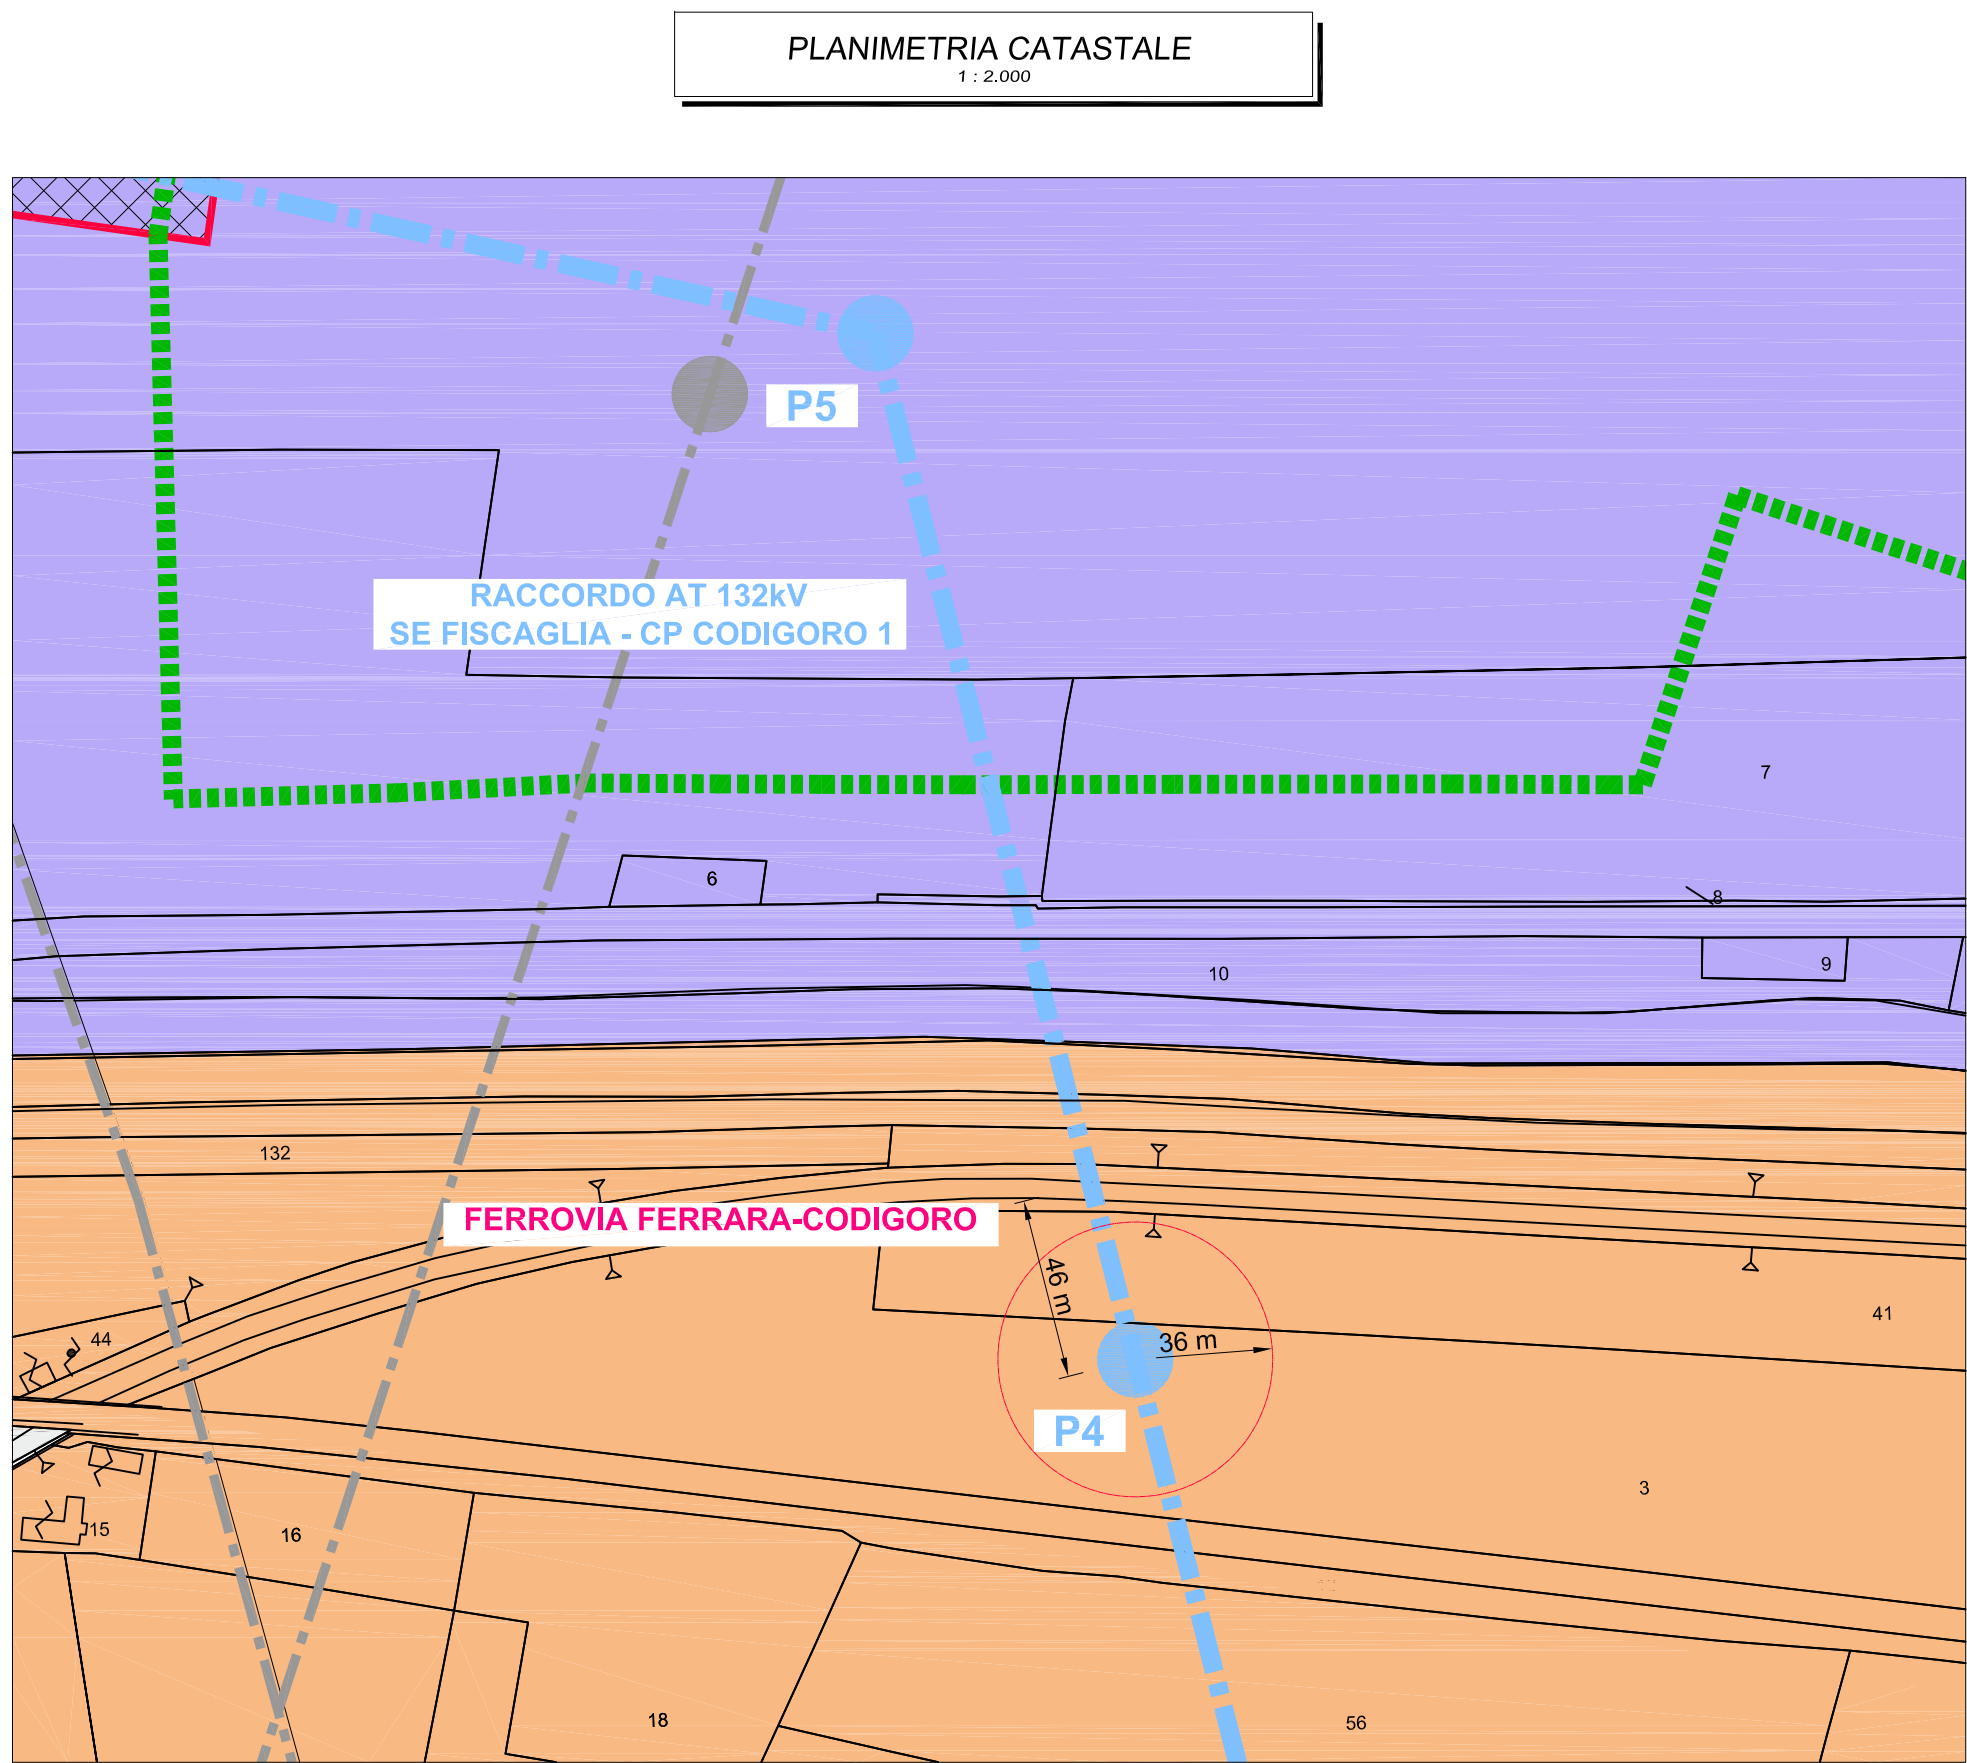 PLANIMETRIA CATASTALE
1 : 2.000
P5
RACCORDO AT 132kV
SE FISCAGLIA - CP CODIGORO 1
7
6
8
9
10
132
FERROVIA FERRARA-CODIGORO
46 m
41
44
36 m
P4
3
15
16
18
56